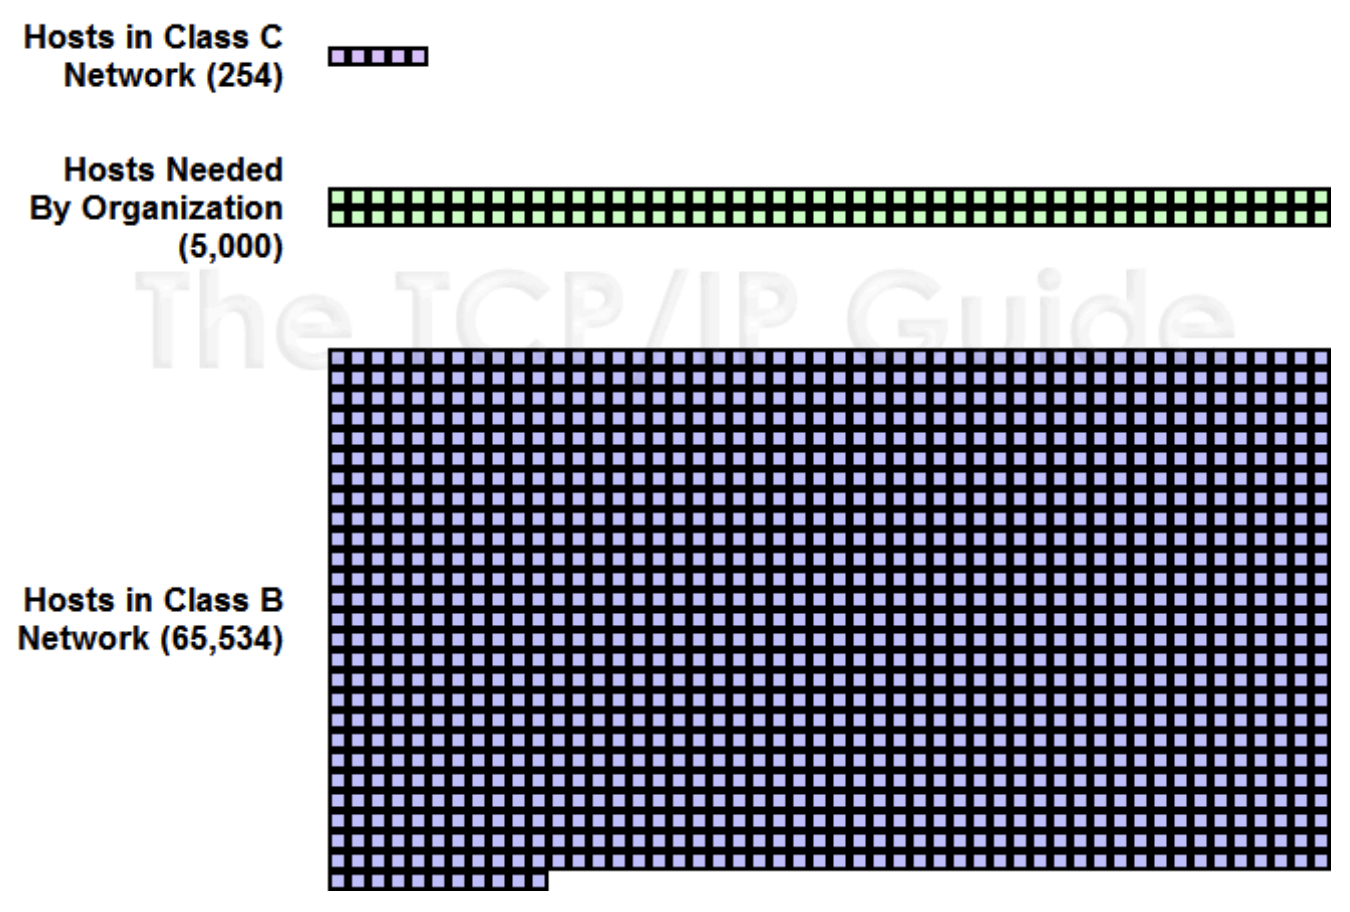 Hosts in Class C
Network (254)
Hosts Needed
By Organization
(5,000)
The TCP/IP Guide
Hosts in Class B
Network (65,534)